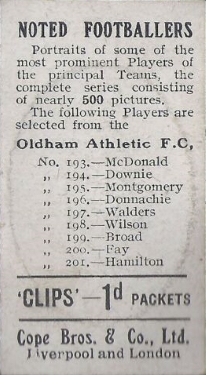 NOTED FOOTBALLERS
Portraits of some of the
most prominent Players of
the principal Teams, the
complete series consisting
of nearly 500 pictures.
The following Players are
selected from the
Oldham Athletic F.C,
No. 193.—McDonald
„ 194.—Downie
„ 195.—Montgomery
„ 196.—Donnachie
„ 197.—Walders
„ 198.—Wilson
„ 199.—Broad
„ 200.—Fay
„ 201.—Hamilton
'CLIPS'—1d PACKETS
Cope Bros. & Co., Ltd.
Liverpool and London